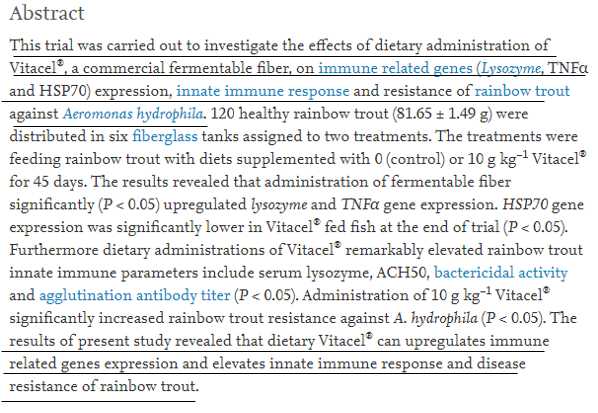 Abstract
This trial was carried out to investigate the effects of dietary administration of
Vitacel®, a commercial fermentable fiber, on immune related genes (Lysozyme, TNFα
and HSP70) expression, innate immune response and resistance of rainbow trout
against Aeromonas hydrophila. 120 healthy rainbow trout (81.65 ± 1.49 g) were
distributed in six fiberglass tanks assigned to two treatments. The treatments were
feeding rainbow trout with diets supplemented with 0 (control) or 10 g kg⁻¹ Vitacel®
for 45 days. The results revealed that administration of fermentable fiber
significantly (P < 0.05) upregulated lysozyme and TNFα gene expression. HSP70 gene
expression was significantly lower in Vitacel® fed fish at the end of trial (P < 0.05).
Furthermore dietary administrations of Vitacel® remarkably elevated rainbow trout
innate immune parameters include serum lysozyme, ACH50, bactericidal activity
and agglutination antibody titer (P < 0.05). Administration of 10 g kg⁻¹ Vitacel®
significantly increased rainbow trout resistance against A. hydrophila (P < 0.05). The
results of present study revealed that dietary Vitacel® can upregulates immune
related genes expression and elevates innate immune response and disease
resistance of rainbow trout.